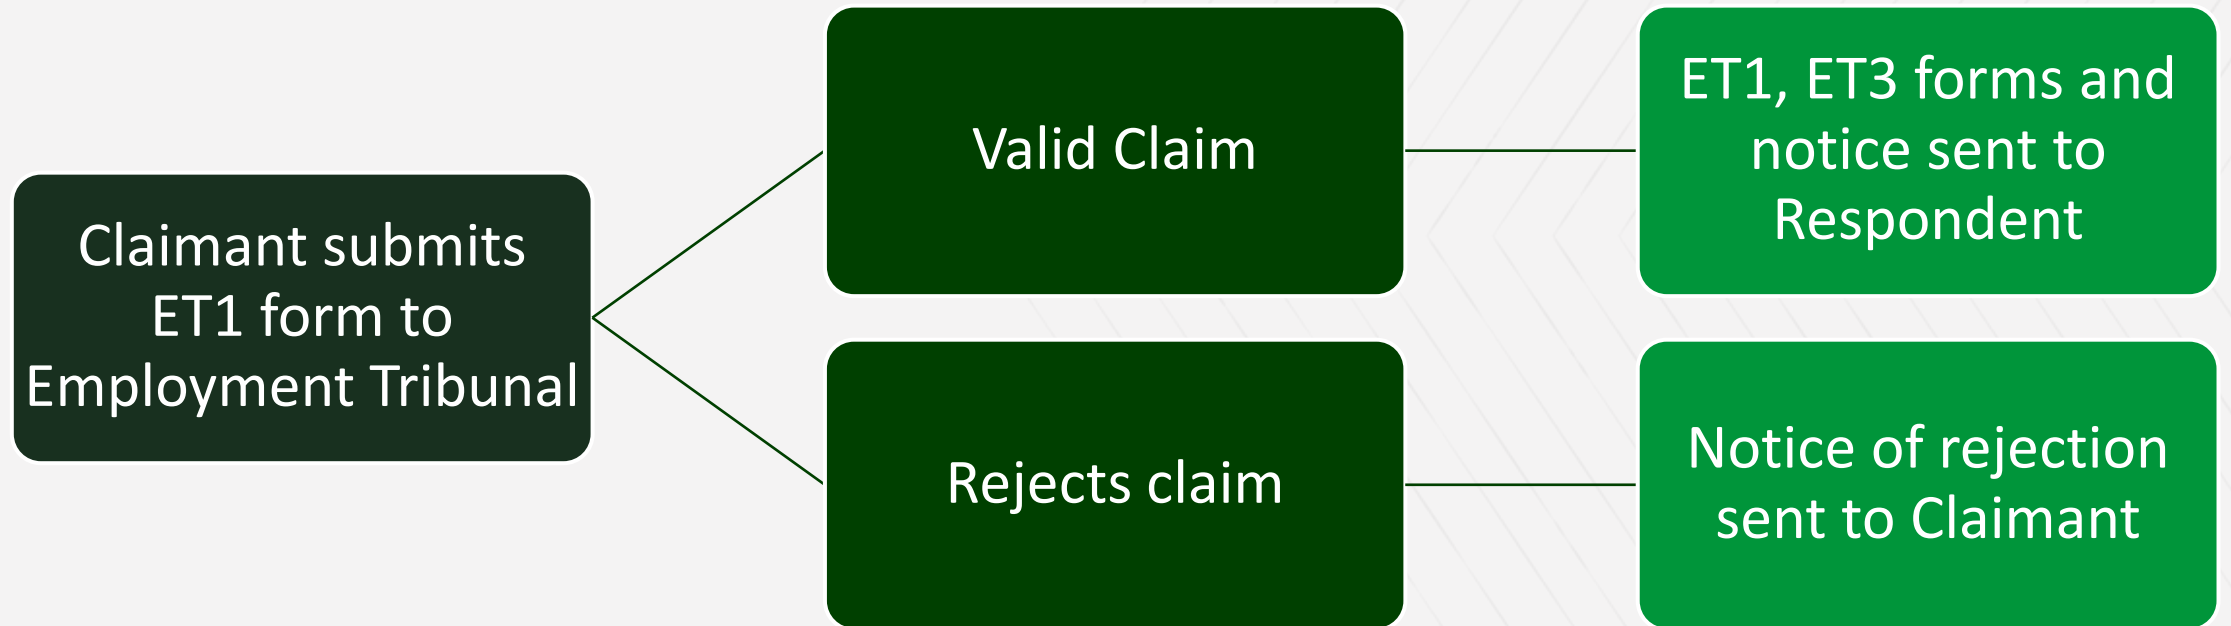 Claimant submits
ET1 form to
Employment Tribunal
Valid Claim
ET1, ET3 forms and
notice sent to
Respondent
Rejects claim
Notice of rejection
sent to Claimant